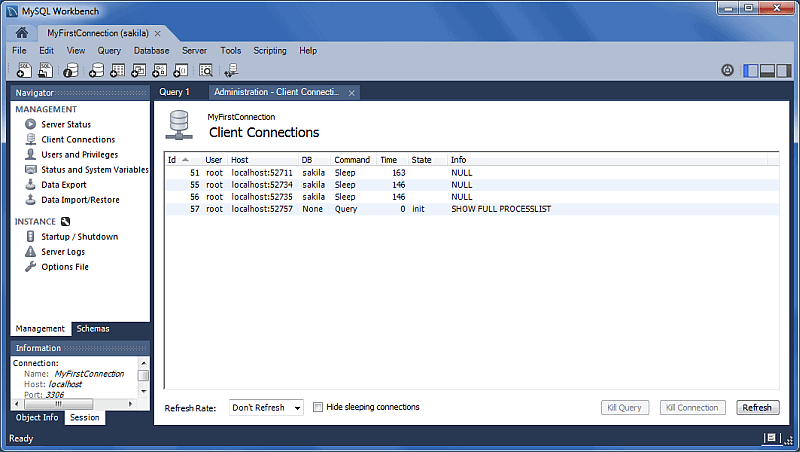 MySQL Workbench
MyFirstConnection (sakila)
File Edit View Query Database Server Tools Scripting Help
Navigator
MANAGEMENT
Server Status
Client Connections
Users and Privileges
Status and System Variables
Data Export
Data Import/Restore
INSTANCE
Startup / Shutdown
Server Logs
Options File
Management Schemas
Information
Connection:
Name: MyFirstConnection
Host: localhost
Port: 3306
Object Info Session
Query 1 Administration - Client Connecti...
MyFirstConnection
Client Connections
Id User Host DB Command Time State Info
51 root localhost:52711 sakila Sleep 163 NULL
55 root localhost:52734 sakila Sleep 146 NULL
56 root localhost:52735 sakila Sleep 146 NULL
57 root localhost:52757 None Query 0 init SHOW FULL PROCESSLIST
Refresh Rate: Don't Refresh Hide sleeping connections Kill Query Kill Connection Refresh
Ready